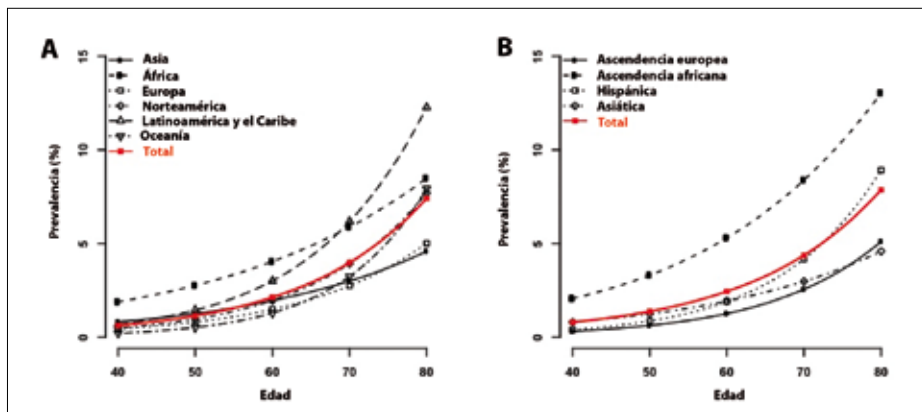 A
Asia
África
Europa
Norteamérica
Latinoamérica y el Caribe
Oceanía
Total
Prevalencia (%)
15
10
5
0
40 50 60 70 80
Edad
B
Ascendencia europea
Ascendencia africana
Hispánica
Asiática
Total
Prevalencia (%)
15
10
5
0
40 50 60 70 80
Edad